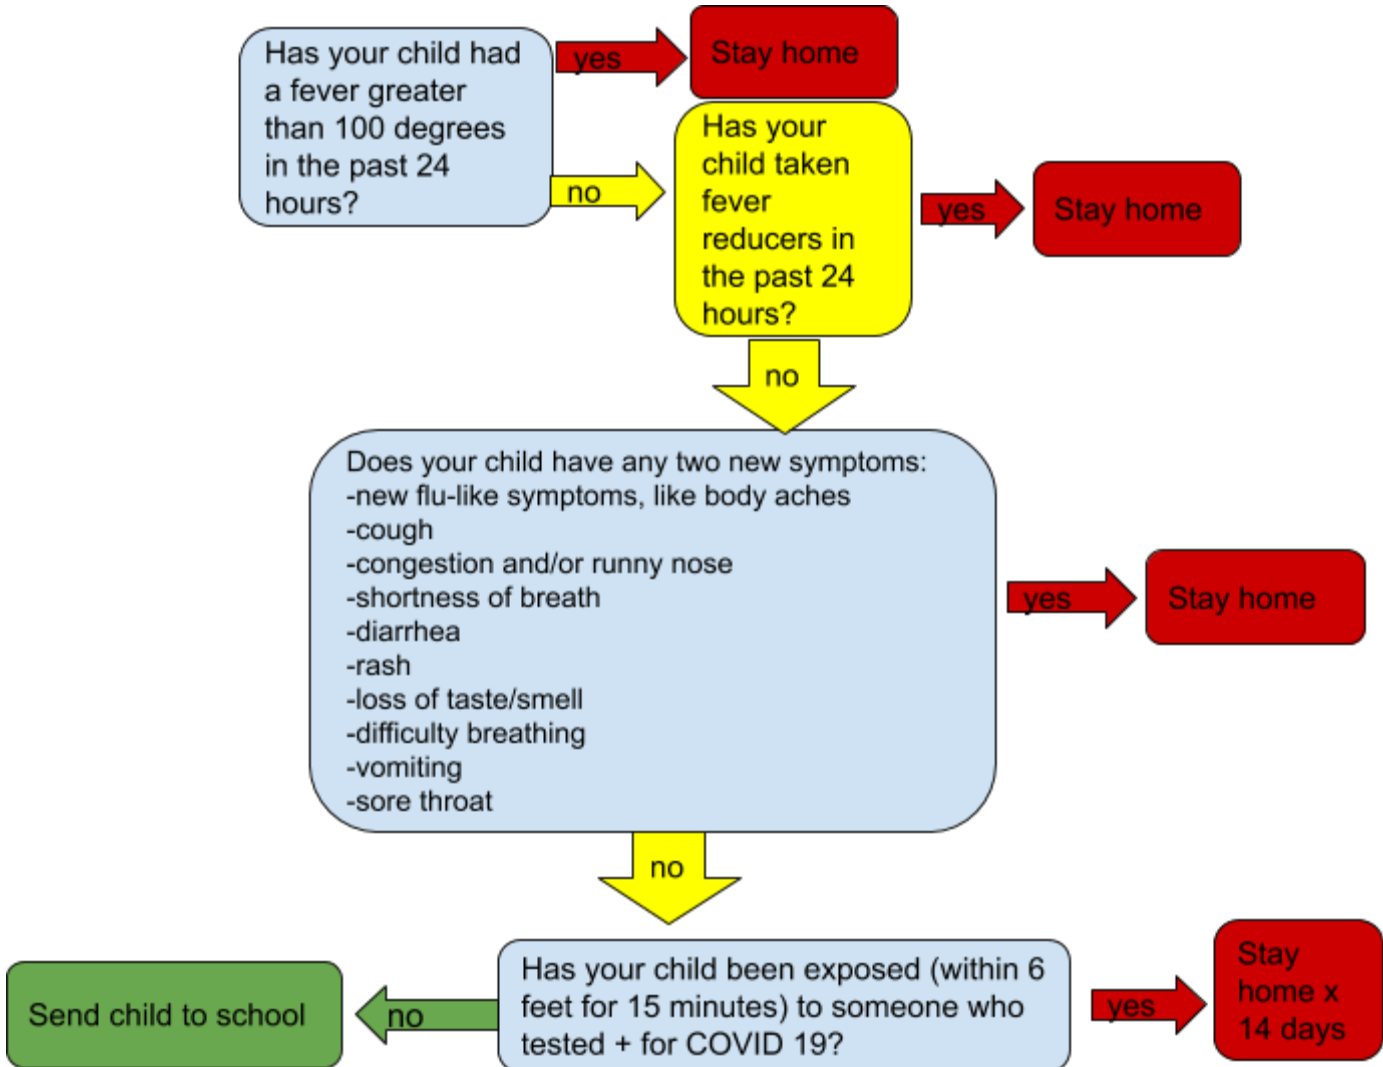 Has your child had
a fever greater
than 100 degrees
in the past 24
hours?
yes
Stay home
no
Has your
child taken
fever
reducers in
the past 24
hours?
yes
Stay home
no
Does your child have any two new symptoms:
-new flu-like symptoms, like body aches
-cough
-congestion and/or runny nose
-shortness of breath
-diarrhea
-rash
-loss of taste/smell
-difficulty breathing
-vomiting
-sore throat
yes
Stay home
no
Has your child been exposed (within 6
feet for 15 minutes) to someone who
tested + for COVID 19?
yes
Stay
home x
14 days
no
Send child to school